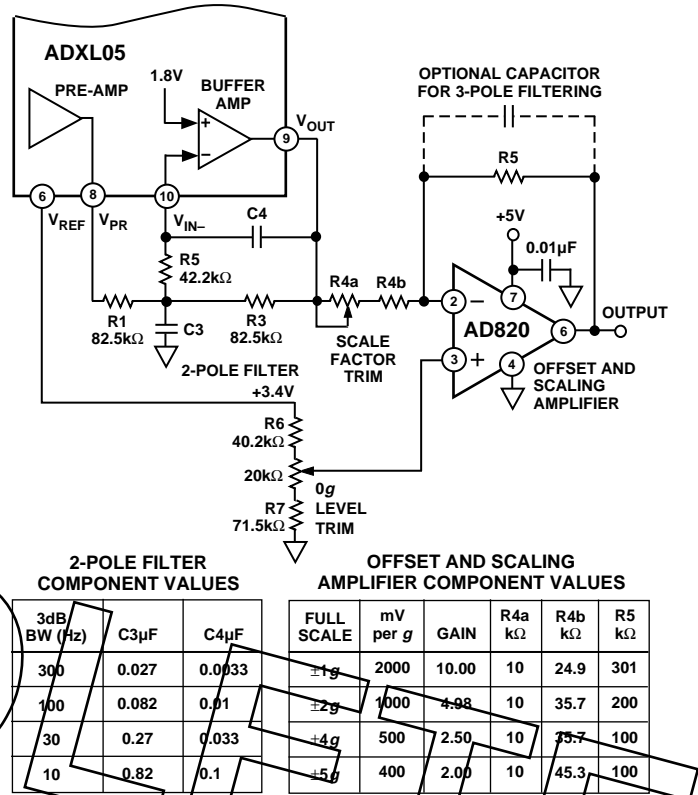 ADXL05
PRE-AMP
1.8V
BUFFER
AMP
+
−
9
VOUT
6
8
10
VREF
VPR
VIN–
C4
R5
42.2kΩ
R1
82.5kΩ
C3
R3
82.5kΩ
2-POLE FILTER
R4a
R4b
SCALE
FACTOR
TRIM
OPTIONAL CAPACITOR
FOR 3-POLE FILTERING
R5
+5V
0.01µF
2
−
7
AD820
3
+
4
6
OUTPUT
OFFSET AND
SCALING
AMPLIFIER
+3.4V
R6
40.2kΩ
20kΩ
0g
LEVEL
TRIM
R7
71.5kΩ
2-POLE FILTER
COMPONENT VALUES
3dB
BW (Hz) C3µF C4µF
300 0.027 0.0033
100 0.082 0.01
30 0.27 0.033
10 0.82 0.1
OFFSET AND SCALING
AMPLIFIER COMPONENT VALUES
FULL SCALE mV per g GAIN R4a kΩ R4b kΩ R5 kΩ
±1g 2000 10.00 10 24.9 301
±2g 1000 4.98 10 35.7 200
±4g 500 2.50 10 35.7 100
±5g 400 2.00 10 45.3 100